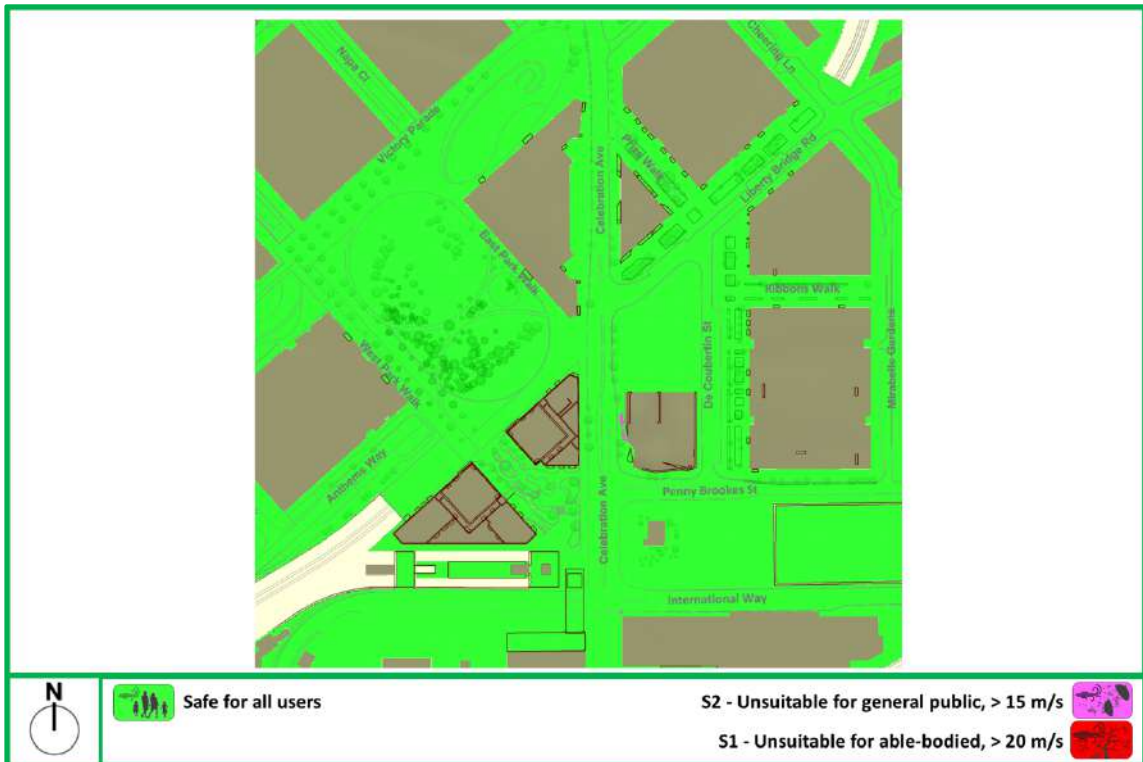 Cheering Ln
Napa Ct
Victory Parade
Prize Walk
Celebration Ave
Liberty Bridge Rd
East Park Walk
Ribbons Walk
De Coubertin St
Mirabelle Gardens
West Park Walk
Anthems Way
Penny Brookes St
Celebration Ave
International Way
N
Safe for all users
S2 - Unsuitable for general public, > 15 m/s
S1 - Unsuitable for able-bodied, > 20 m/s